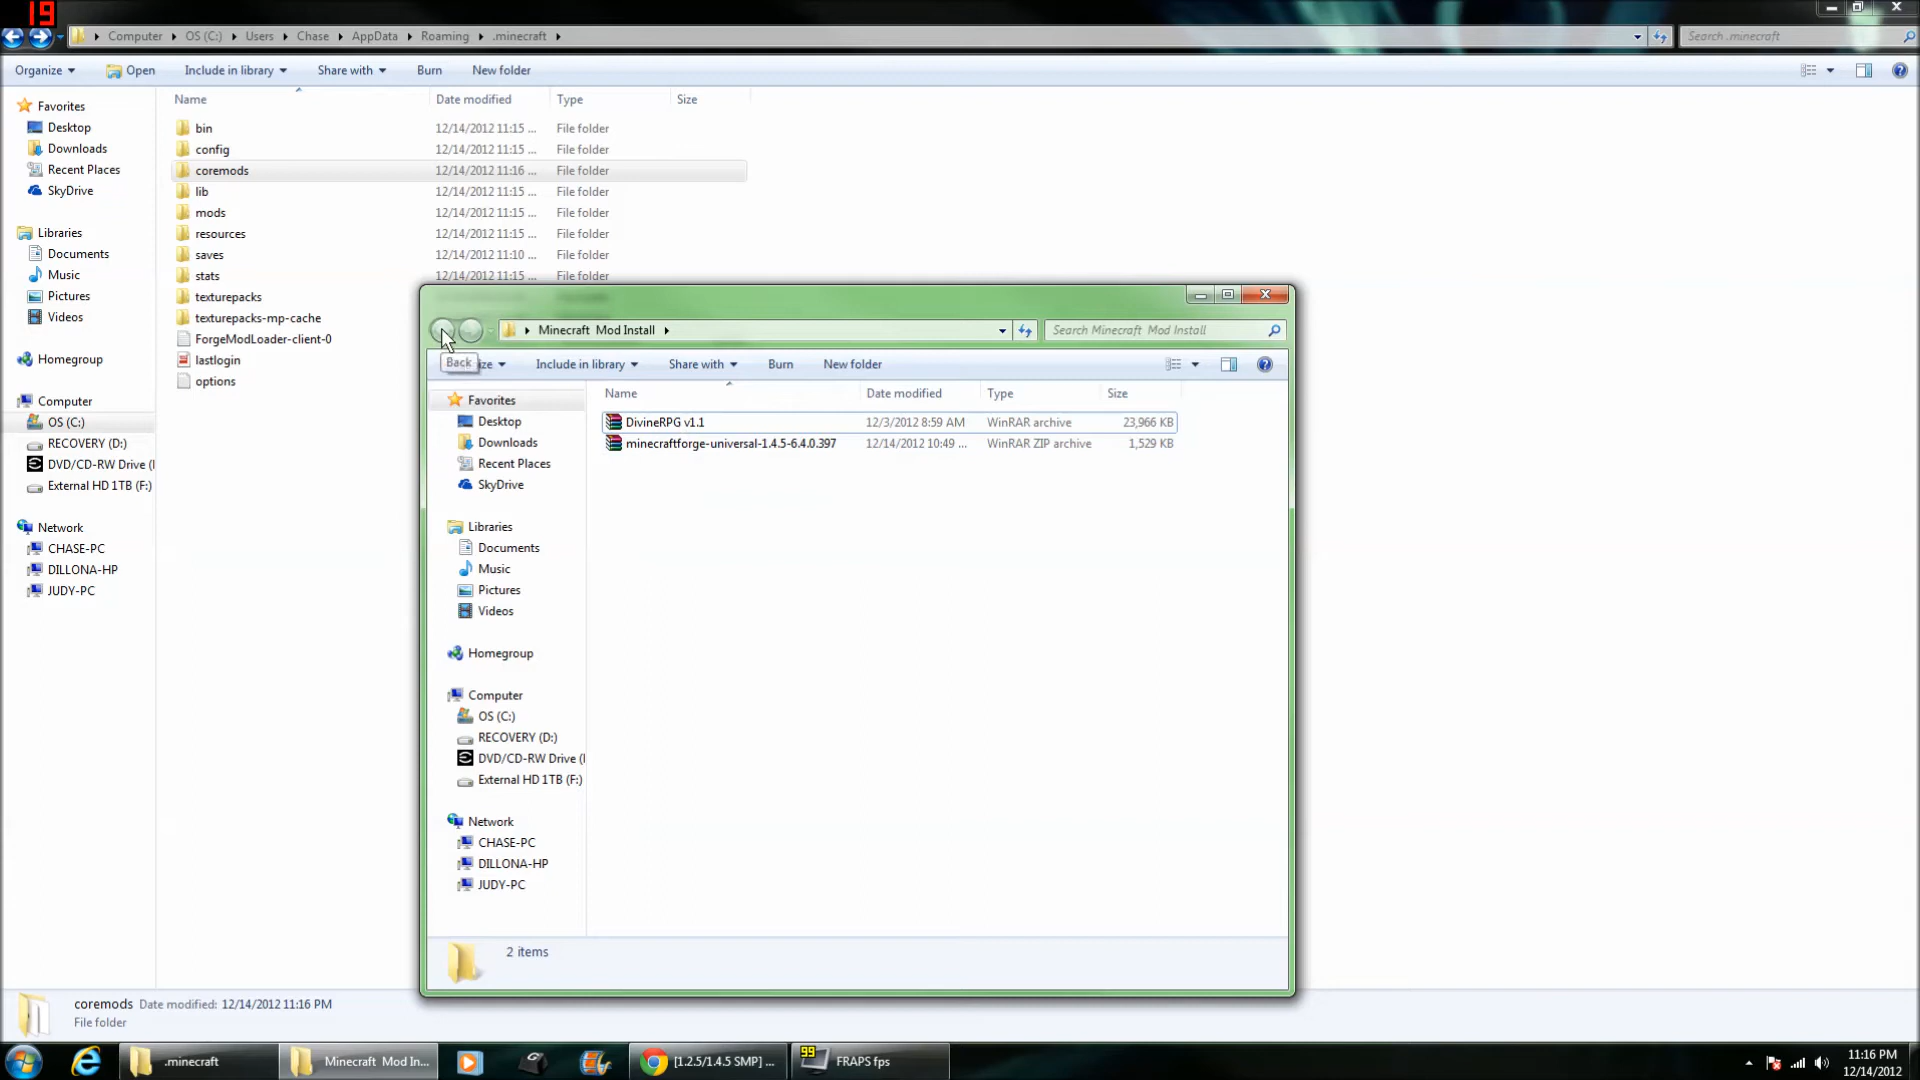 19
Computer OS (C:) Users Chase AppData Roaming .minecraft
Search .minecraft
Organize Open Include in library Share with Burn New folder
Name Date modified Type Size
Favorites
Desktop
Downloads
Recent Places
SkyDrive
Libraries
Documents
Music
Pictures
Videos
Homegroup
Computer
OS (C:)
RECOVERY (D:)
DVD/CD-RW Drive (
External HD 1TB (F:)
Network
CHASE-PC
DILLONA-HP
JUDY-PC
bin 12/14/2012 11:15 ... File folder
config 12/14/2012 11:15 ... File folder
coremods 12/14/2012 11:16 ... File folder
lib 12/14/2012 11:15 ... File folder
mods 12/14/2012 11:15 ... File folder
resources 12/14/2012 11:15 ... File folder
saves 12/14/2012 11:10 ... File folder
stats 12/14/2012 11:15 ... File folder
texturepacks
texturepacks-mp-cache
ForgeModLoader-client-0
lastlogin
options
Minecraft Mod Install
Search Minecraft Mod Install
Back
ize Include in library Share with Burn New folder
Name Date modified Type Size
DivineRPG v1.1 12/3/2012 8:59 AM WinRAR archive 23,966 KB
minecraftforge-universal-1.4.5-6.4.0.397 12/14/2012 10:49 ... WinRAR ZIP archive 1,529 KB
Favorites
Desktop
Downloads
Recent Places
SkyDrive
Libraries
Documents
Music
Pictures
Videos
Homegroup
Computer
OS (C:)
RECOVERY (D:)
DVD/CD-RW Drive (
External HD 1TB (F:)
Network
CHASE-PC
DILLONA-HP
JUDY-PC
2 items
coremods Date modified: 12/14/2012 11:16 PM
File folder
.minecraft
Minecraft Mod In...
[1.2.5/1.4.5 SMP] ...
99
FRAPS fps
11:16 PM
12/14/2012